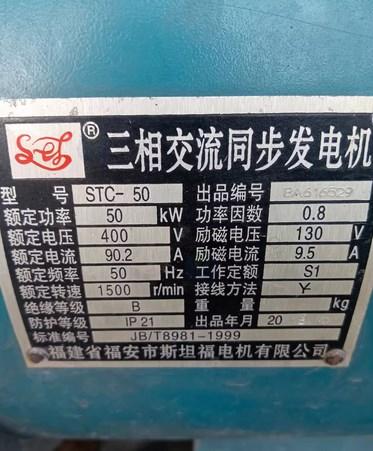 ® 三相交流同步发电机
型号 STC-50 出品编号 BA616529
额定功率 50 kW 功率因数 0.8
额定电压 400 V 励磁电压 130 V
额定电流 90.2 A 励磁电流 9.5 A
额定频率 50 Hz 工作定额 S1
额定转速 1500 r/min 接线方法 Y
绝缘等级 B 重量 kg
防护等级 IP21 出品年月 20
标准编号 JB/T8981-1999
福建省福安市斯坦福电机有限公司